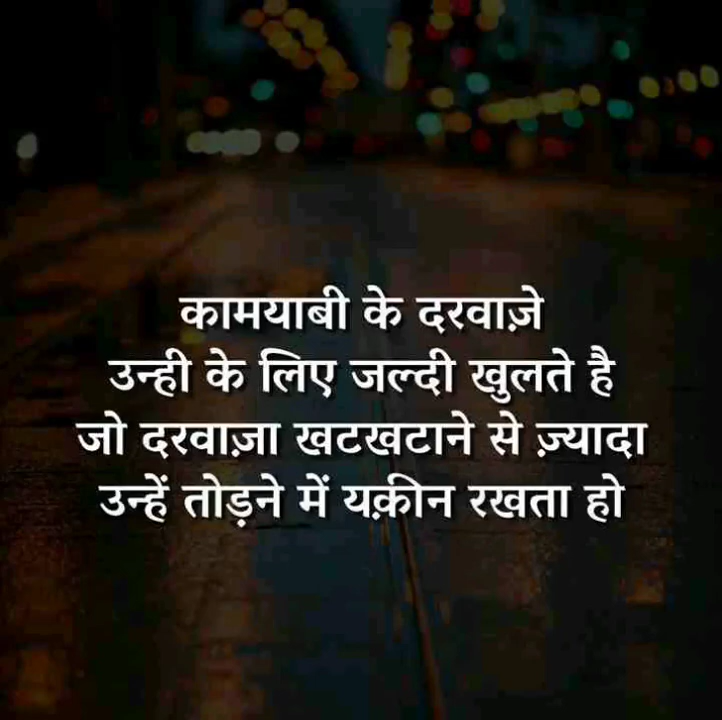 कामयाबी के दरवाज़े
उन्ही के लिए जल्दी खुलते है
जो दरवाज़ा खटखटाने से ज़्यादा
उन्हें तोड़ने में यक़ीन रखता हो